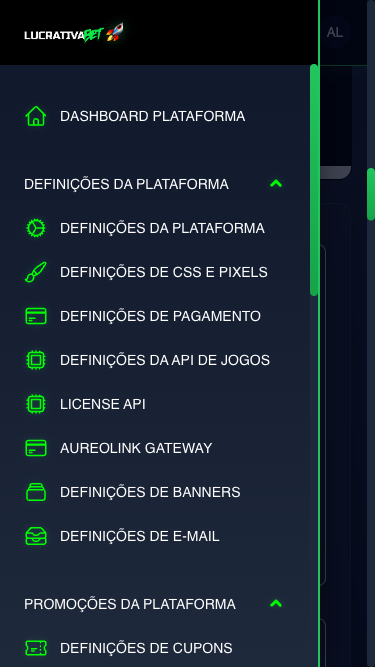 LUCRATIVABET
AL
DASHBOARD PLATAFORMA
DEFINIÇÕES DA PLATAFORMA
DEFINIÇÕES DA PLATAFORMA
DEFINIÇÕES DE CSS E PIXELS
DEFINIÇÕES DE PAGAMENTO
DEFINIÇÕES DA API DE JOGOS
LICENSE API
AUREOLINK GATEWAY
DEFINIÇÕES DE BANNERS
DEFINIÇÕES DE E-MAIL
PROMOÇÕES DA PLATAFORMA
DEFINIÇÕES DE CUPONS